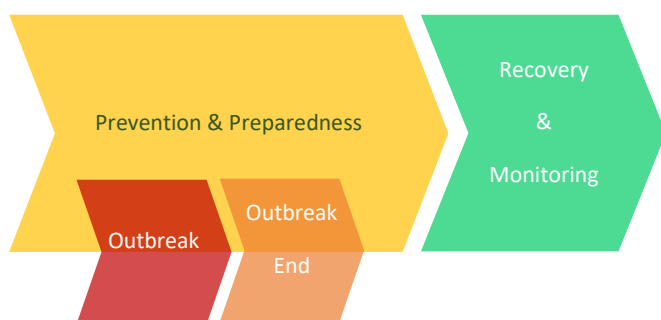 Prevention & Preparedness
Outbreak
Outbreak
End
Recovery
&
Monitoring